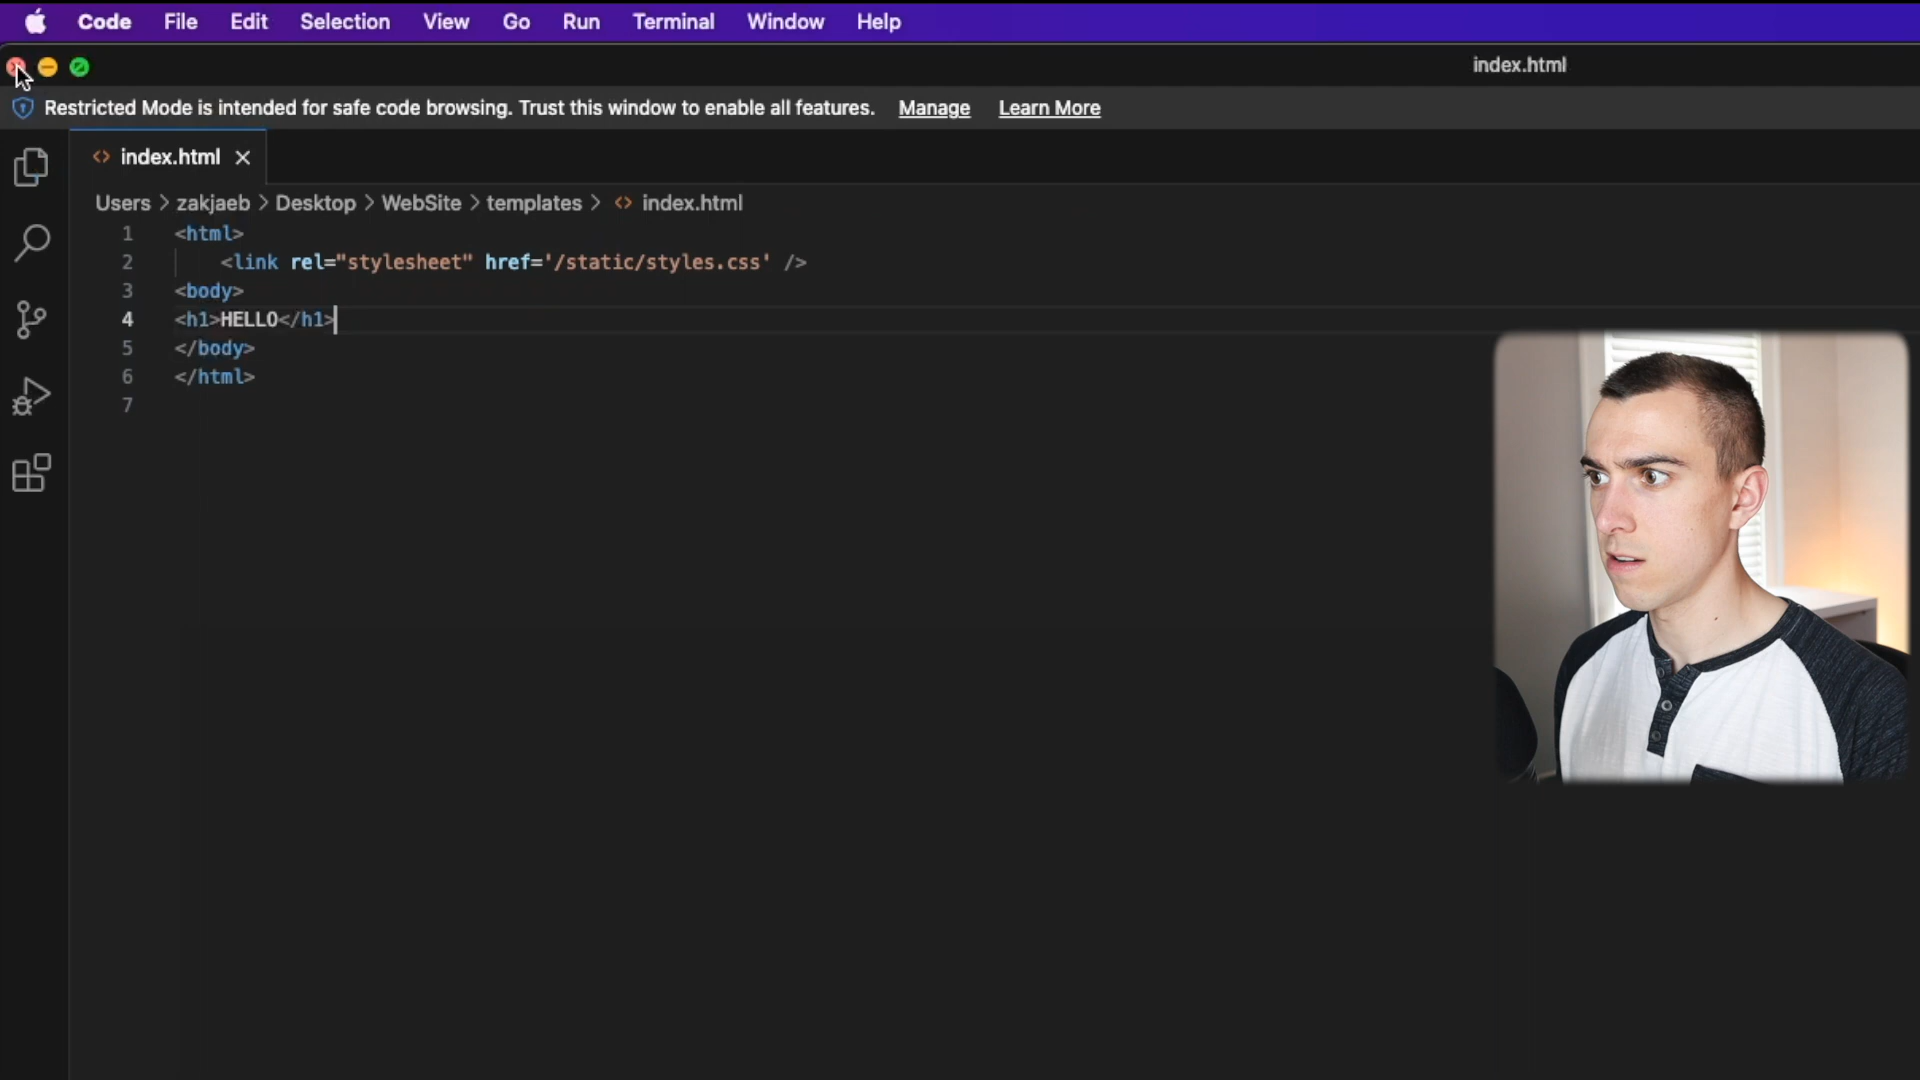 Code File Edit Selection View Go Run Terminal Window Help
index.html
Restricted Mode is intended for safe code browsing. Trust this window to enable all features. Manage Learn More
<> index.html ×
Users > zakjaeb > Desktop > WebSite > templates > <> index.html
1 <html>
2 <link rel="stylesheet" href='/static/styles.css' />
3 <body>
4 <h1>HELLO</h1>
5 </body>
6 </html>
7